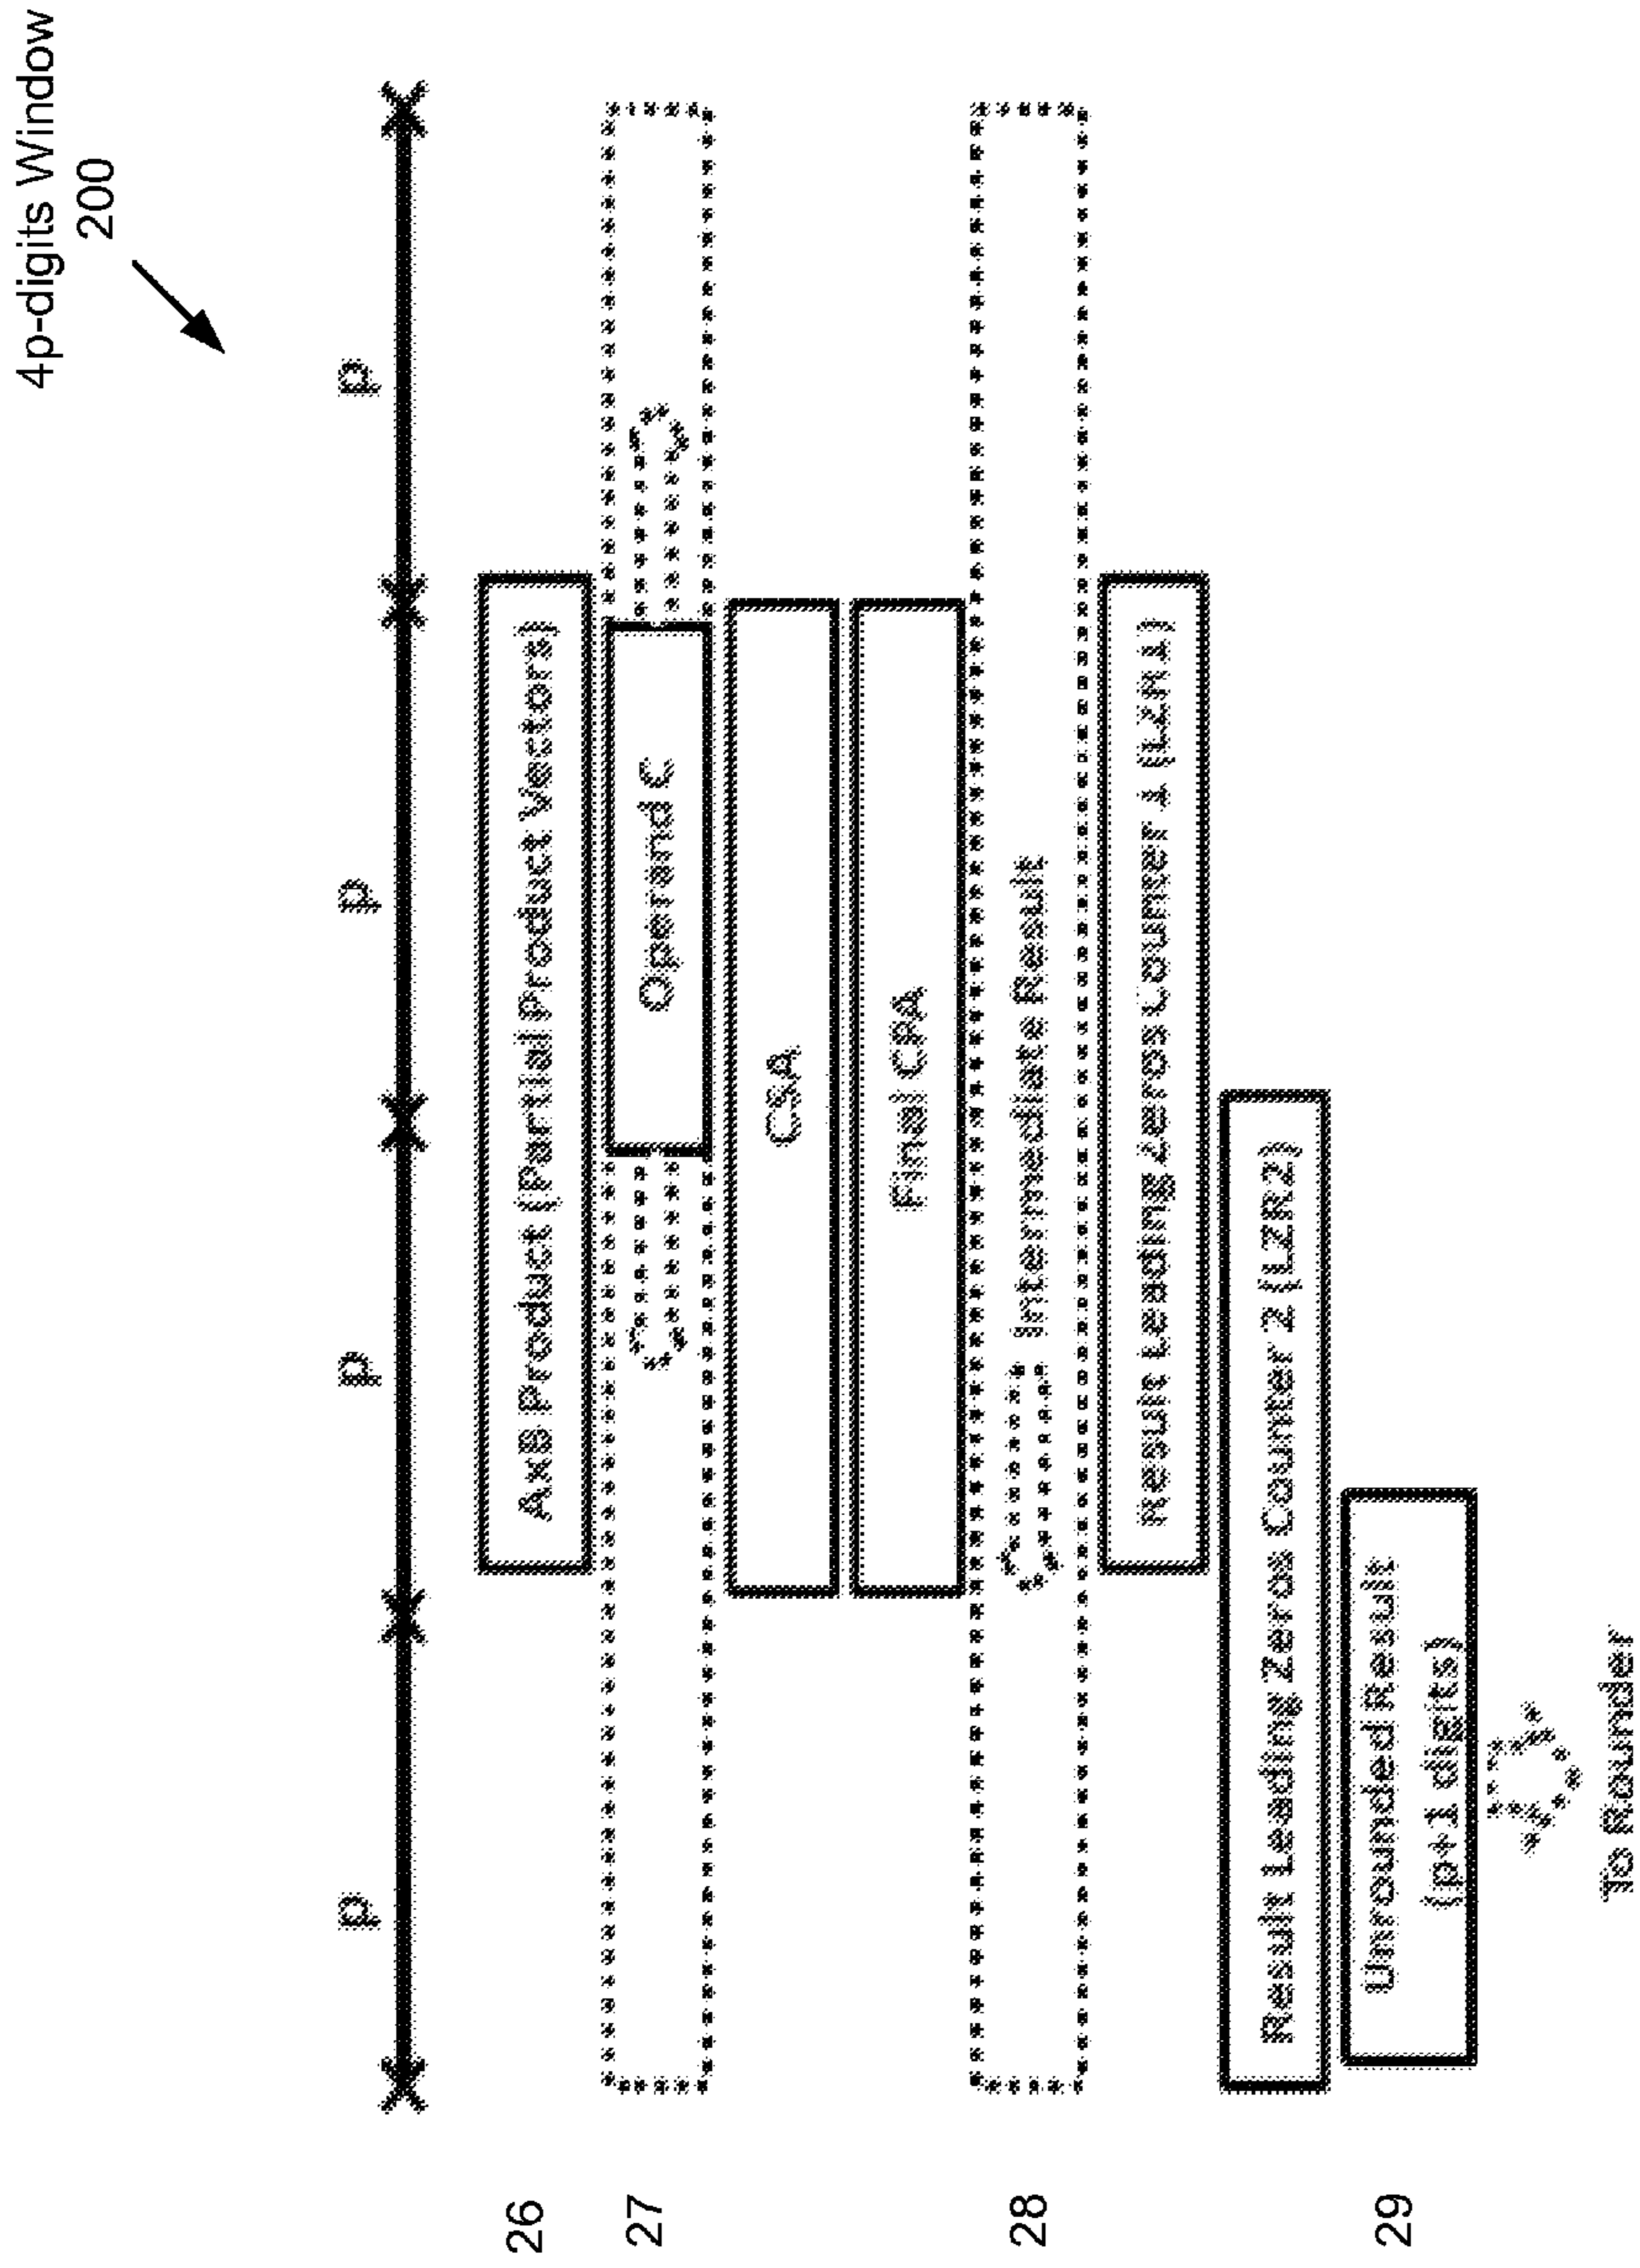 4p-digits Window
200
p
p
p
p
26
AxB Product (Partial Product Vectors)
27
Operand C
CSA
Final CPA
28
Intermediate Result
Result Leading Zeros Counter 1 (LZR1)
Result Leading Zeros Counter 2 (LZR2)
29
Unrounded Result
(p+1 digits)
To Rounder